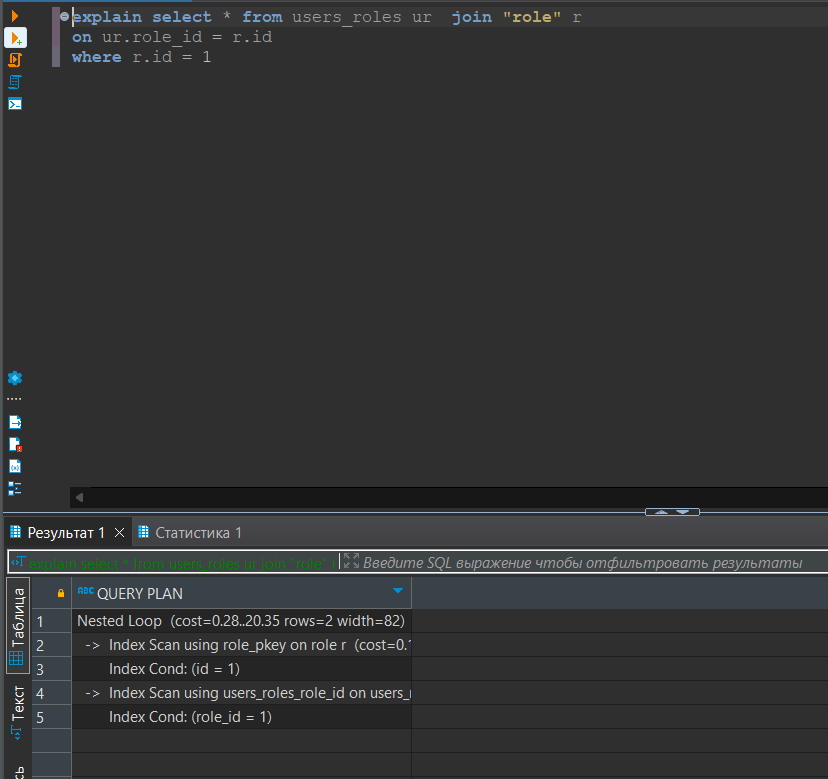 explain select * from users_roles ur  join "role" r
on ur.role_id = r.id
where r.id = 1
Результат 1
Статистика 1
explain select * from users_roles ur join "role" r
Введите SQL выражение чтобы отфильтровать результаты
Таблица
Текст
ABC QUERY PLAN
1 Nested Loop  (cost=0.28..20.35 rows=2 width=82)
2 -> Index Scan using role_pkey on role r  (cost=0.1
3 Index Cond: (id = 1)
4 -> Index Scan using users_roles_role_id on users_
5 Index Cond: (role_id = 1)